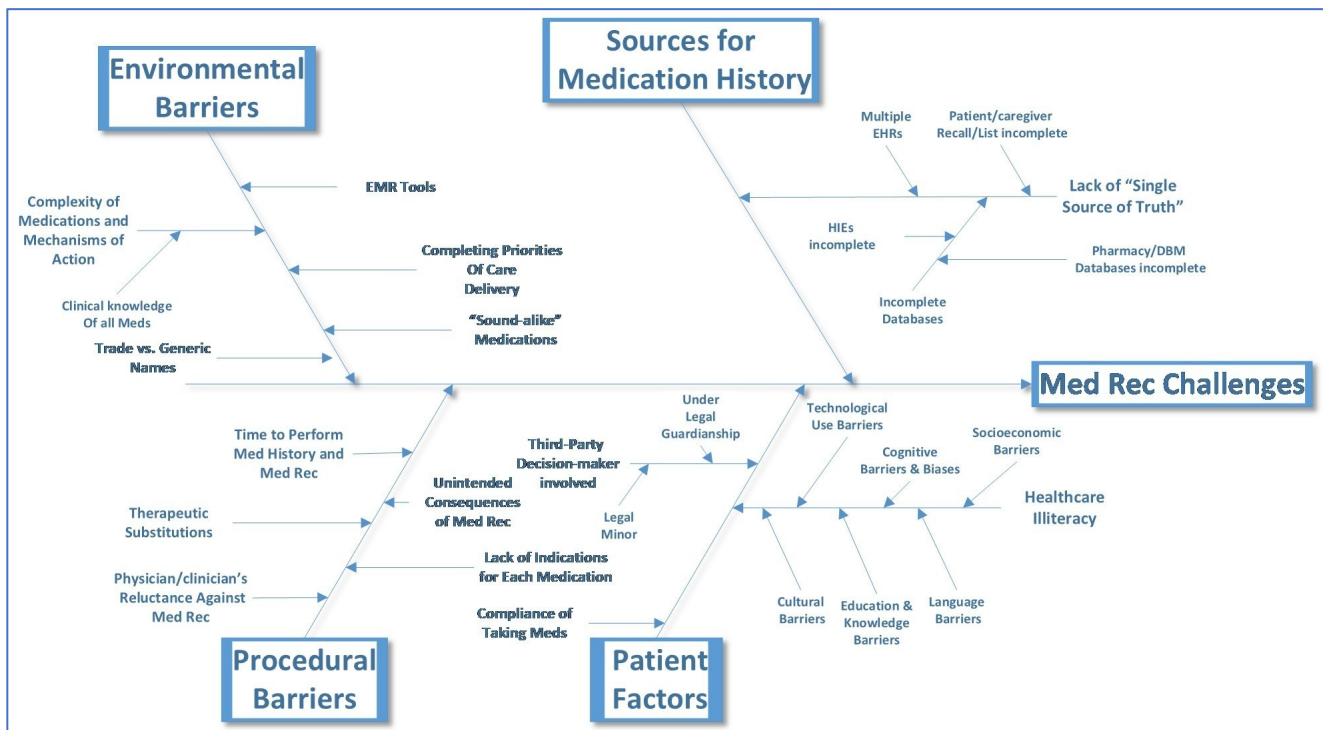 Environmental
Barriers
Sources for
Medication History
Multiple
EHRs
Patient/caregiver
Recall/List incomplete
EMR Tools
Lack of “Single
Source of Truth”
Complexity of
Medications and
Mechanisms of
Action
HIEs
incomplete
Completing Priorities
Of Care
Delivery
Pharmacy/DBM
Databases incomplete
Clinical knowledge
Of all Meds
Incomplete
Databases
“Sound-alike”
Medications
Trade vs. Generic
Names
Med Rec Challenges
Time to Perform
Med History and
Med Rec
Under
Legal
Guardianship
Technological
Use Barriers
Third-Party
Decision-maker
involved
Cognitive
Barriers & Biases
Socioeconomic
Barriers
Unintended
Consequences
of Med Rec
Healthcare
Illiteracy
Therapeutic
Substitutions
Legal
Minor
Lack of Indications
for Each Medication
Physician/clinician’s
Reluctance Against
Med Rec
Cultural
Barriers
Education &
Knowledge
Barriers
Language
Barriers
Compliance of
Taking Meds
Procedural
Barriers
Patient
Factors